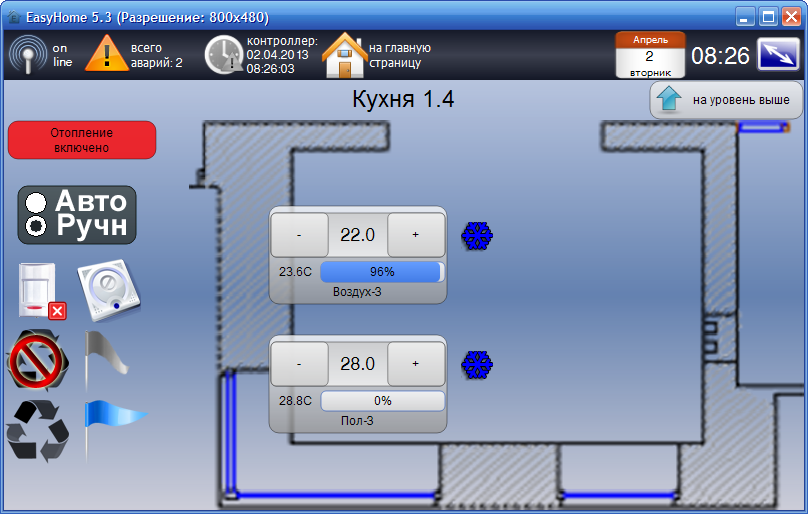 EasyHome 5.3 (Разрешение: 800x480)
on
line
всего
аварий: 2
контроллер:
02.04.2013
08:26:03
на главную
страницу
Апрель
2
вторник
08:26
Кухня 1.4
на уровень выше
Отопление
включено
Авто
Ручн
-
22.0
+
23.6C
96%
Воздух-3
-
28.0
+
28.8C
0%
Пол-3